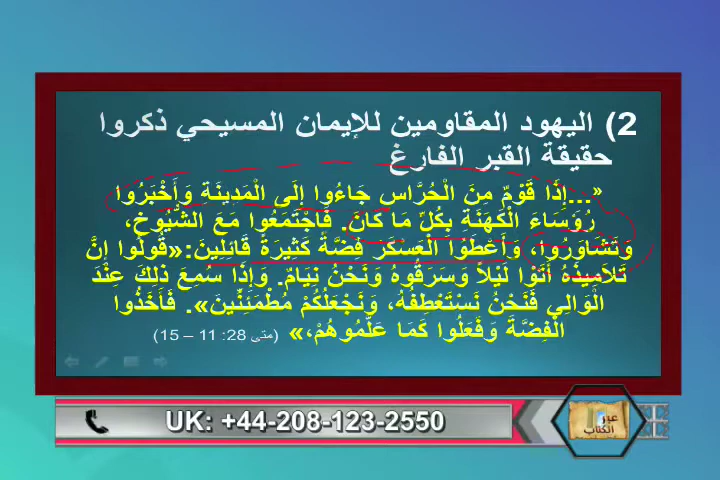 2) اليهود المقاومين للإيمان المسيحي ذكروا
حقيقة القبر الفارغ
«...إِذَا قَوْمٌ مِنَ الْحُرَّاسِ جَاءُوا إِلَى الْمَدِينَةِ وَأَخْبَرُوا
رُؤَسَاءَ الْكَهَنَةِ بِكُلِّ مَا كَانَ. فَاجْتَمَعُوا مَعَ الشُّيُوخِ،
وَتَشَاوَرُوا، وَأَعْطَوُا الْعَسْكَرَ فِضَّةً كَثِيرَةً قَائِلِينَ:«قُولُوا إِنَّ
تَلاَمِيذَهُ أَتَوْا لَيْلاً وَسَرَقُوهُ وَنَحْنُ نِيَامٌ. وَإِذَا سُمِعَ ذلِكَ عِنْدَ
الْوَالِي فَنَحْنُ نَسْتَعْطِفُهُ، وَنَجْعَلُكُمْ مُطْمَئِنِّينَ». فَأَخَذُوا
الْفِضَّةَ وَفَعَلُوا كَمَا عَلَّمُوهُمْ،» (متى 28: 11 – 15)
UK: +44-208-123-2550
عبر
الكتاب